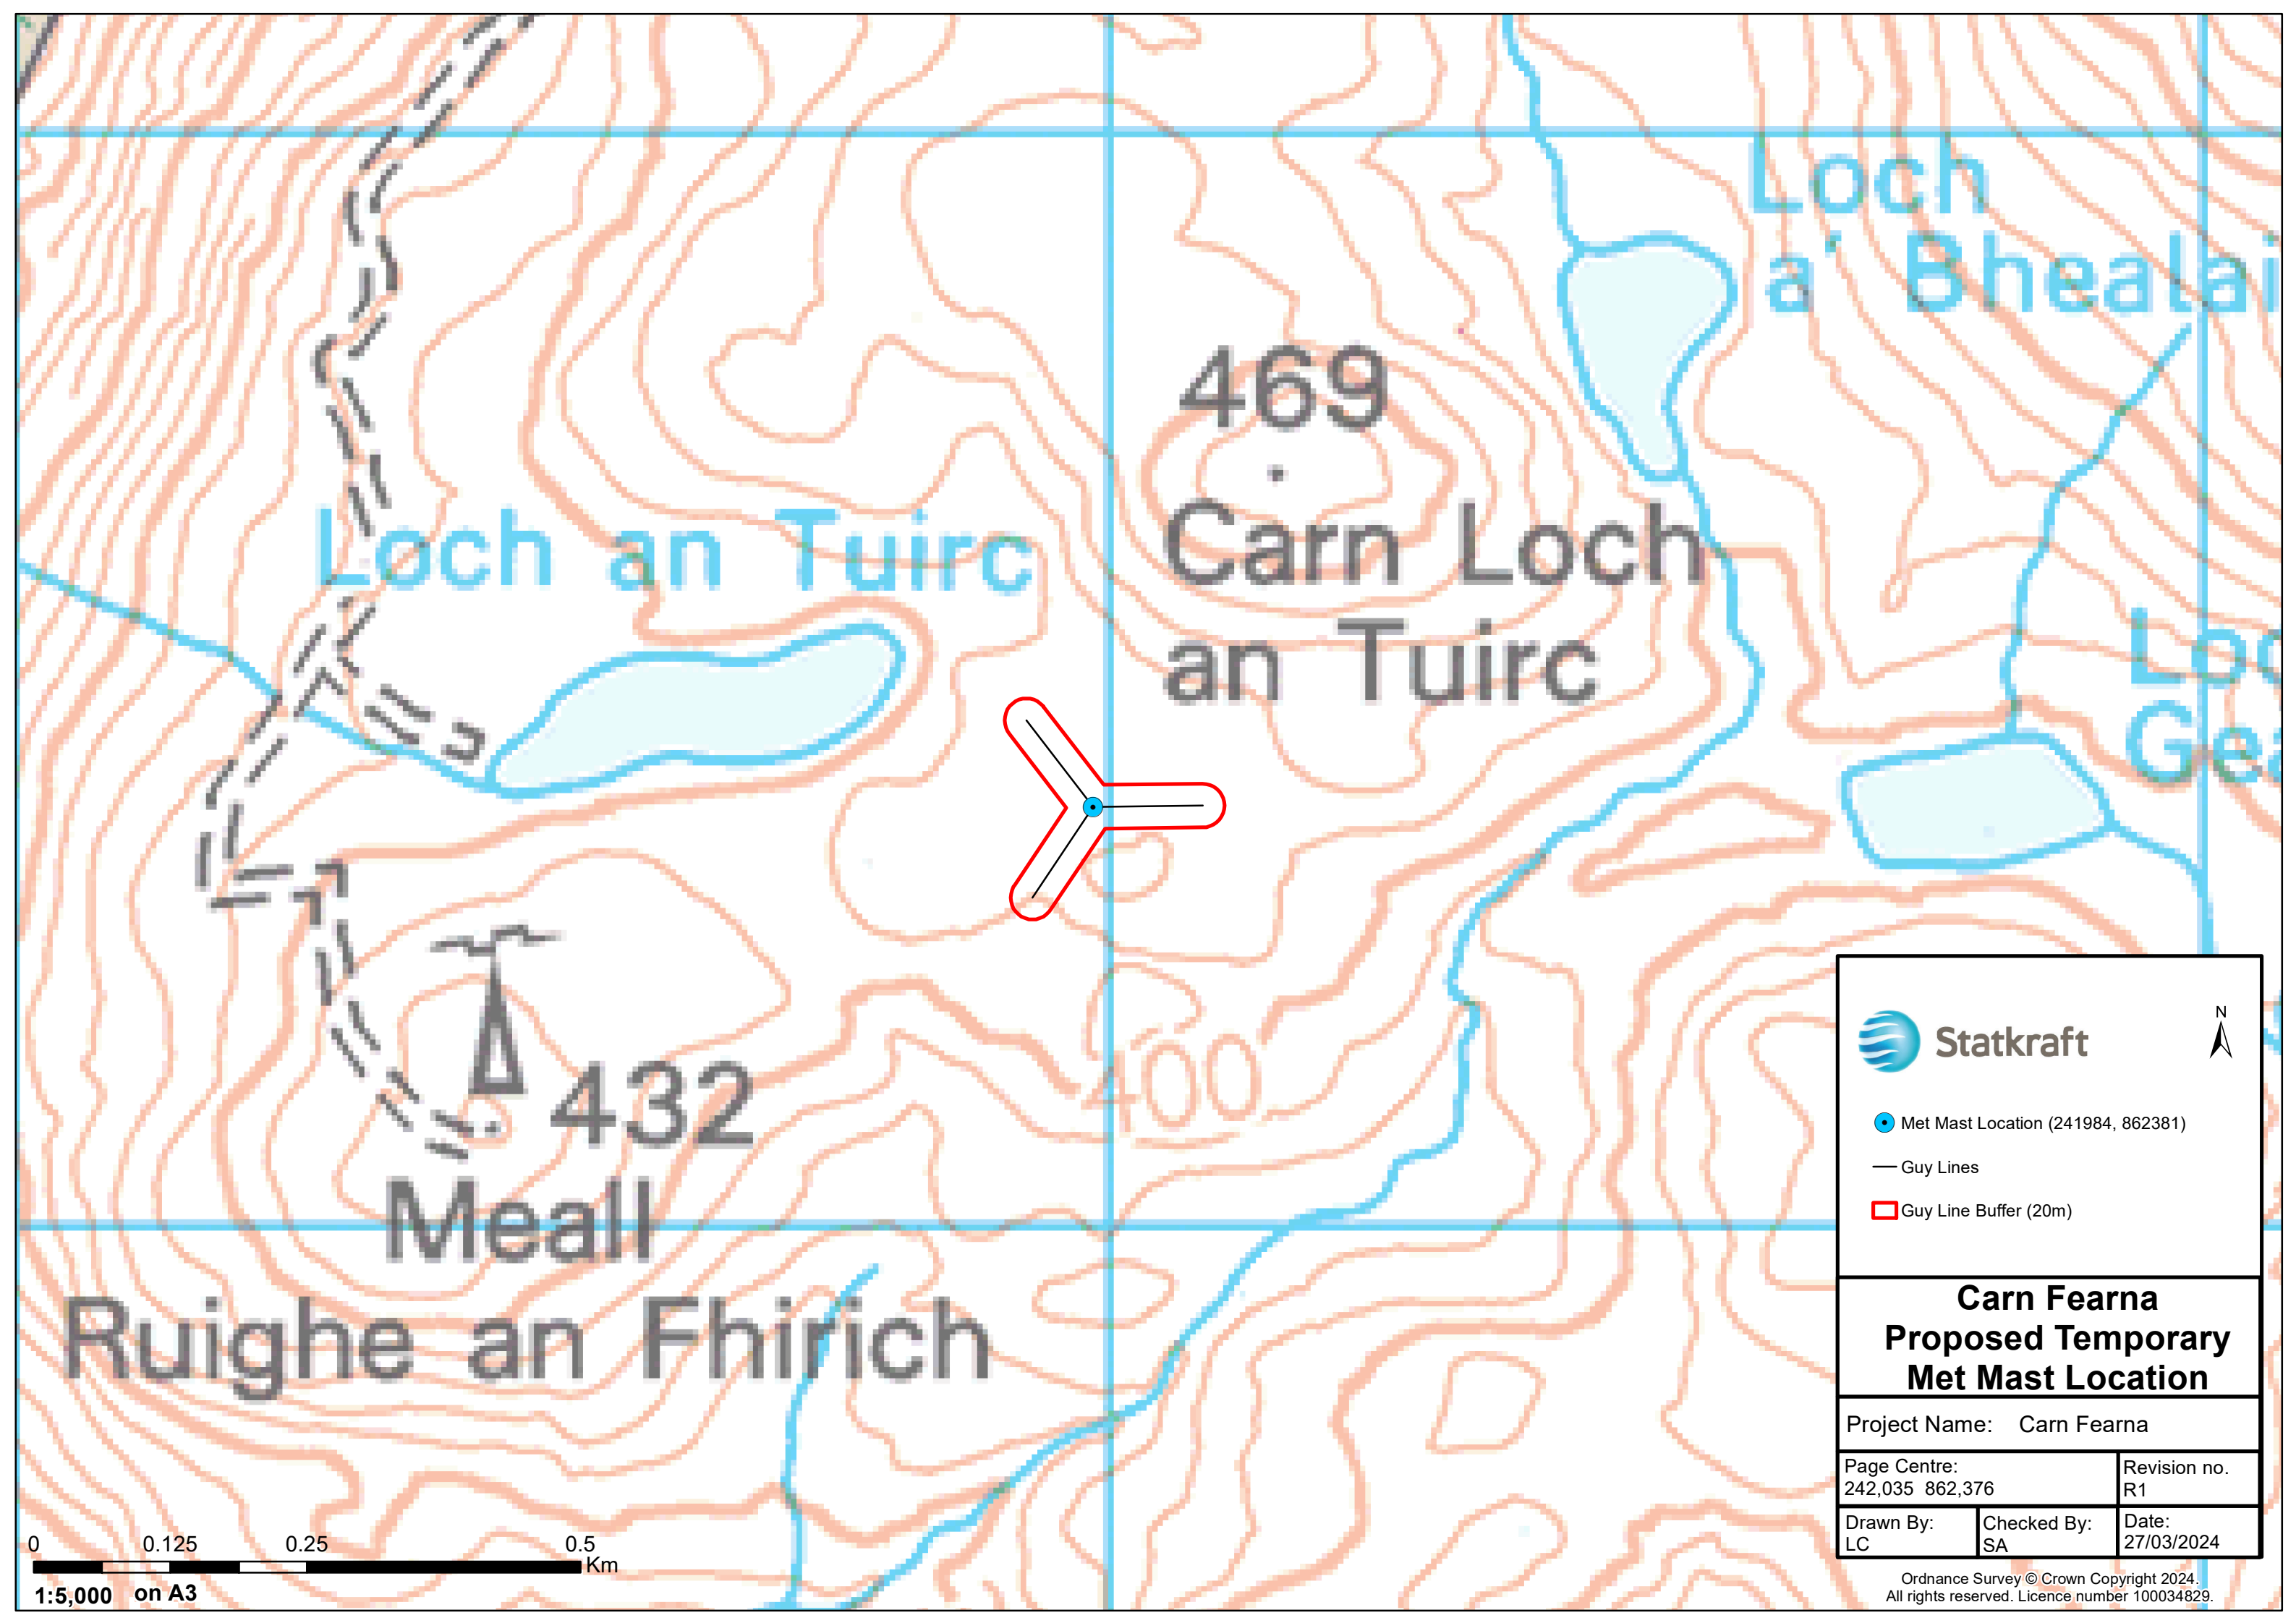 Loch
a' Bhealai
469
Carn Loch
an Tuirc
Loch an Tuirc
Loc
Gea
432
Meall
Ruighe an Fhirich
400
Statkraft
N
Met Mast Location (241984, 862381)
Guy Lines
Guy Line Buffer (20m)
Carn Fearna
Proposed Temporary
Met Mast Location
Project Name: Carn Fearna
Page Centre:
242,035 862,376
Revision no.
R1
Drawn By:
LC
Checked By:
SA
Date:
27/03/2024
0 0.125 0.25 0.5
Km
1:5,000 on A3
Ordnance Survey © Crown Copyright 2024.
All rights reserved. Licence number 100034829.